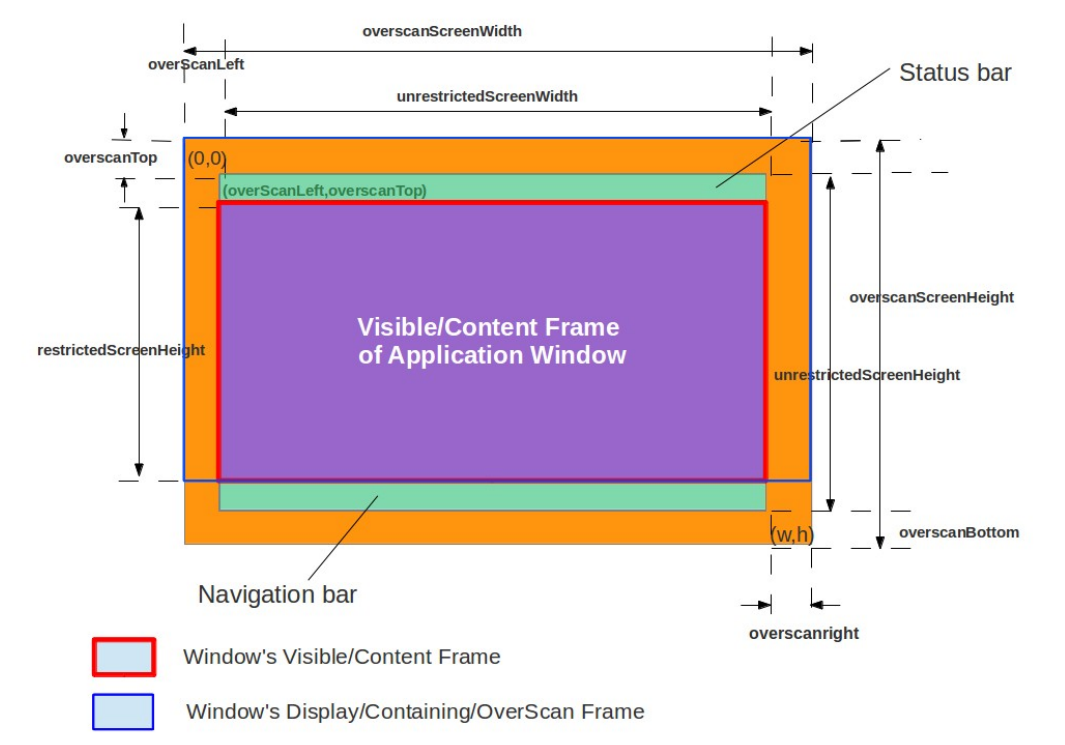 overscanScreenWidth
overScanLeft
Status bar
unrestrictedScreenWidth
overscanTop
(0,0)
(overScanLeft,overscanTop)
overscanScreenHeight
Visible/Content Frame
of Application Window
restrictedScreenHeight
unrestrictedScreenHeight
(w,h)
overscanBottom
Navigation bar
overscanright
Window's Visible/Content Frame
Window's Display/Containing/OverScan Frame